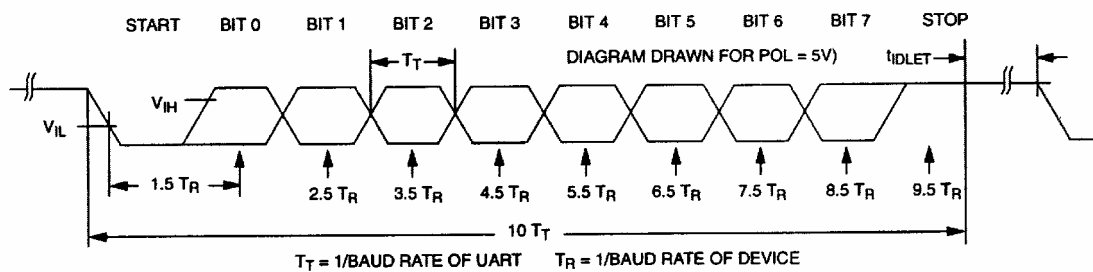 START BIT 0 BIT 1 BIT 2 BIT 3 BIT 4 BIT 5 BIT 6 BIT 7 STOP
T_T DIAGRAM DRAWN FOR POL = 5V) t_IDLET
V_IH
V_IL
1.5 T_R 2.5 T_R 3.5 T_R 4.5 T_R 5.5 T_R 6.5 T_R 7.5 T_R 8.5 T_R 9.5 T_R
10 T_T
T_T = 1/BAUD RATE OF UART T_R = 1/BAUD RATE OF DEVICE